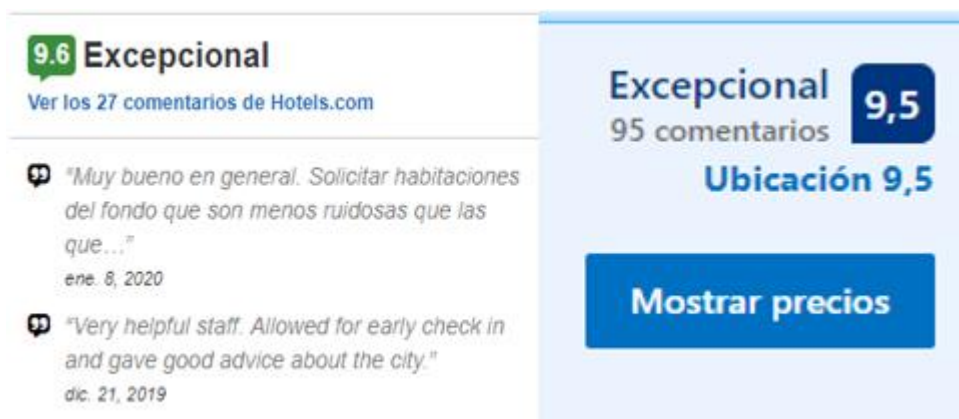 9.6 Excepcional
Ver los 27 comentarios de Hotels.com
"Muy bueno en general. Solicitar habitaciones
del fondo que son menos ruidosas que las
que…"
ene. 8, 2020
"Very helpful staff. Allowed for early check in
and gave good advice about the city."
dic. 21, 2019
Excepcional 9,5
95 comentarios
Ubicación 9,5
Mostrar precios